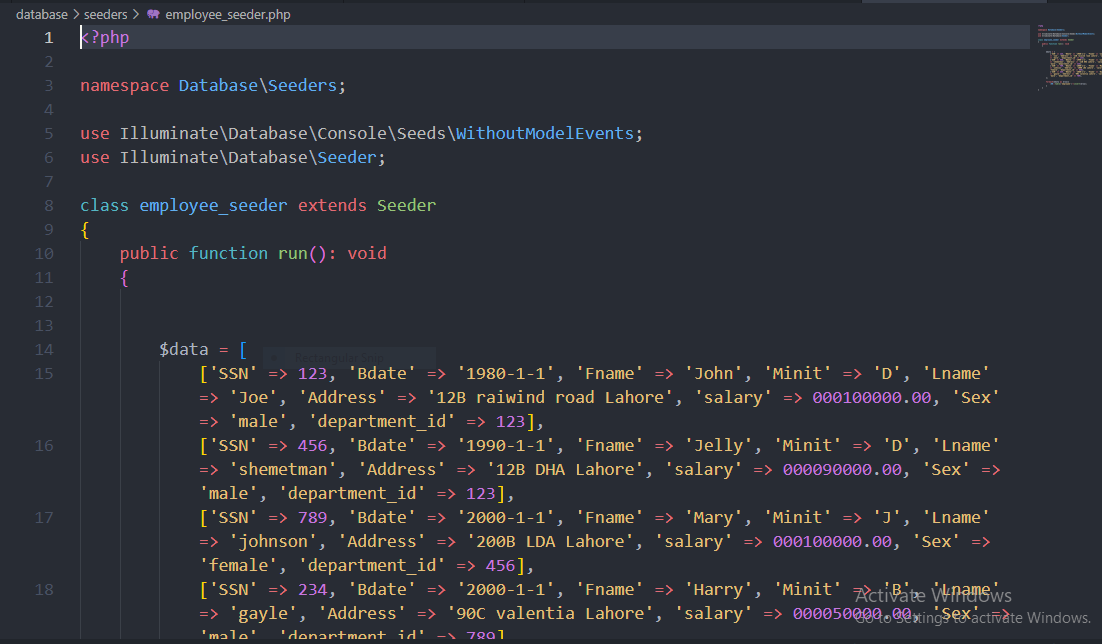 database > seeders > employee_seeder.php
1 <?php
2
3 namespace Database\Seeders;
4
5 use Illuminate\Database\Console\Seeds\WithoutModelEvents;
6 use Illuminate\Database\Seeder;
7
8 class employee_seeder extends Seeder
9 {
10 public function run(): void
11 {
12
13
14 $data = [
15 ['SSN' => 123, 'Bdate' => '1980-1-1', 'Fname' => 'John', 'Minit' => 'D', 'Lname'
=> 'Joe', 'Address' => '12B raiwind road Lahore', 'salary' => 000100000.00, 'Sex'
=> 'male', 'department_id' => 123],
16 ['SSN' => 456, 'Bdate' => '1990-1-1', 'Fname' => 'Jelly', 'Minit' => 'D', 'Lname'
=> 'shemetman', 'Address' => '12B DHA Lahore', 'salary' => 000090000.00, 'Sex' =>
'male', 'department_id' => 123],
17 ['SSN' => 789, 'Bdate' => '2000-1-1', 'Fname' => 'Mary', 'Minit' => 'J', 'Lname'
=> 'johnson', 'Address' => '200B LDA Lahore', 'salary' => 000100000.00, 'Sex' =>
'female', 'department_id' => 456],
18 ['SSN' => 234, 'Bdate' => '2000-1-1', 'Fname' => 'Harry', 'Minit' => 'B', 'Lname'
=> 'gayle', 'Address' => '90C valentia Lahore', 'salary' => 000050000.00, 'Sex' =>
'male', 'department_id' => 789],
Activate Windows
Go to Settings to activate Windows.